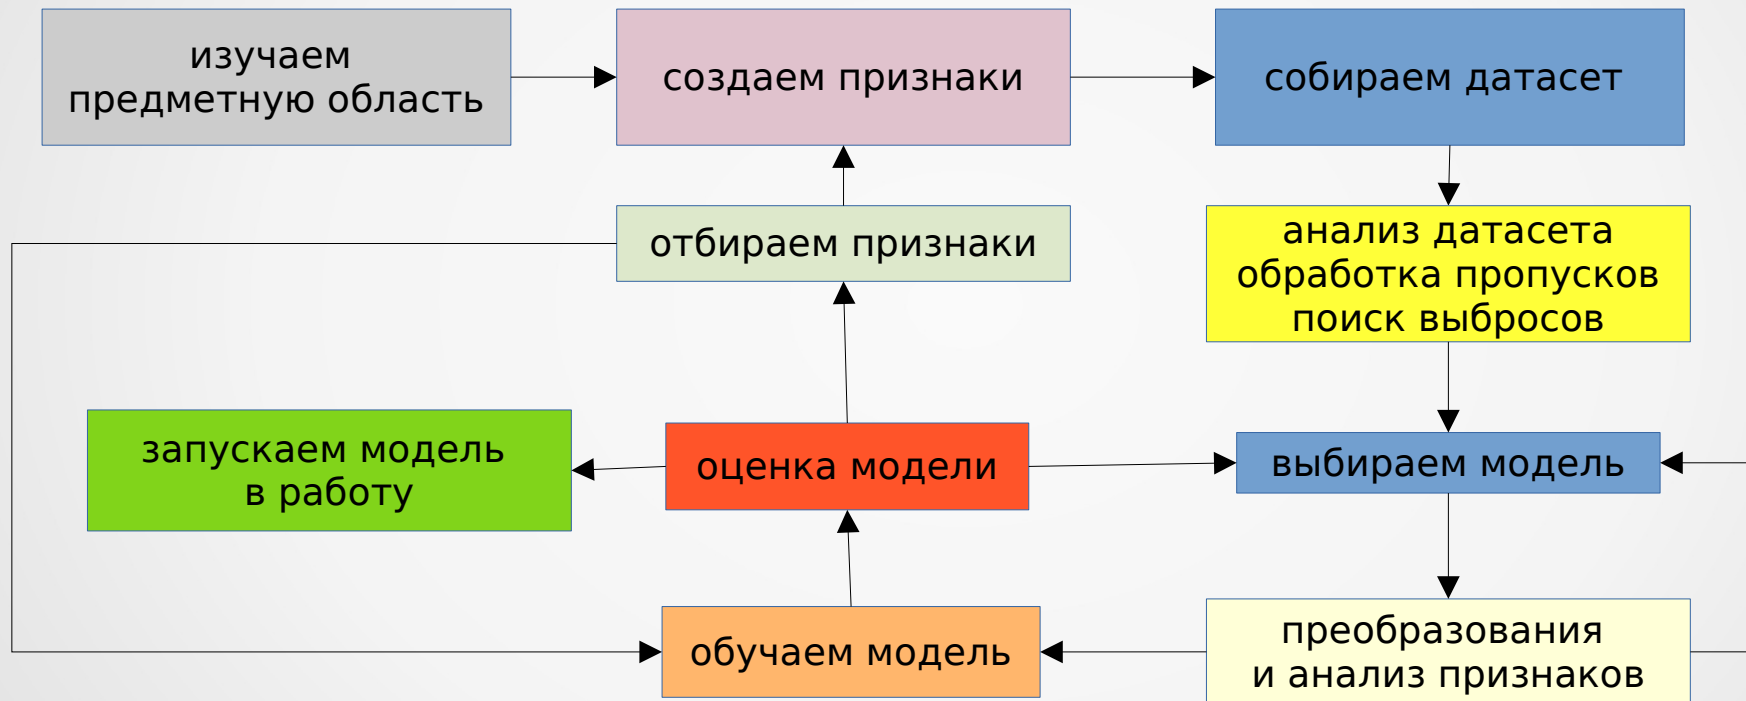 изучаем
предметную область
создаем признаки
собираем датасет
отбираем признаки
анализ датасета
обработка пропусков
поиск выбросов
запускаем модель
в работу
оценка модели
выбираем модель
обучаем модель
преобразования
и анализ признаков